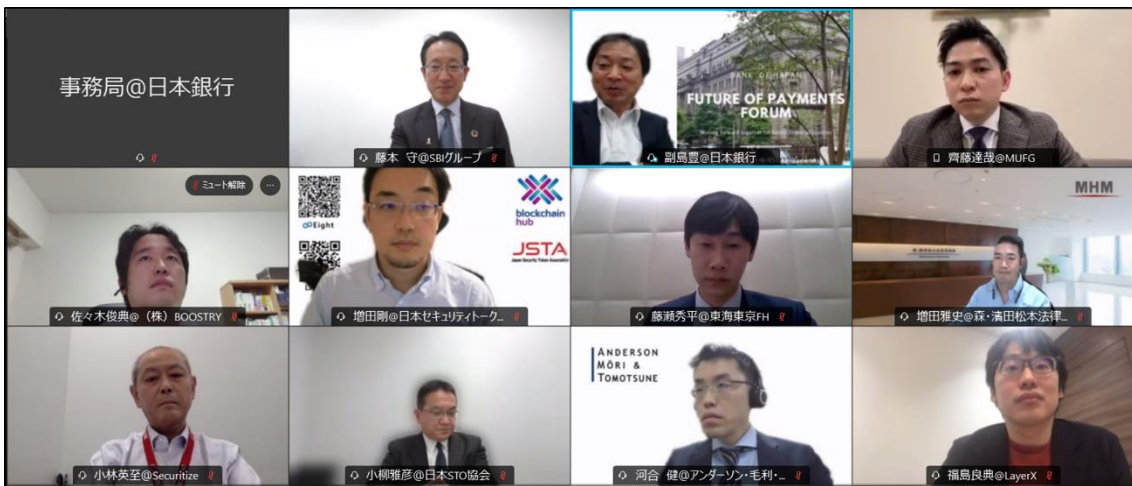 事務局@日本銀行
藤本 守@SBIグループ
BANK OF JAPAN
FUTURE OF PAYMENTS
FORUM
副島豊@日本銀行
齊藤達哉@MUFG
ミュート解除
佐々木俊典@(株)BOOSTRY
Eight
blockchain
hub
JSTA
Japan Security Token Association
増田剛@日本セキュリティトーク...
藤瀬秀平@東海東京FH
MHM
増田雅史@森・濱田松本法律...
小林英至@Securitize
小柳雅彦@日本STO協会
ANDERSON
MŌRI &
TOMOTSUNE
河合 健@アンダーソン・毛利・...
福島良典@LayerX